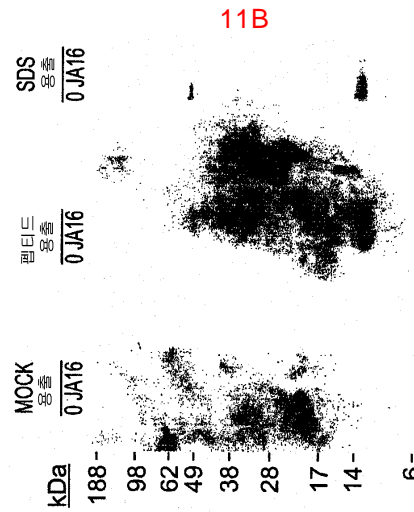 11B
MOCK
용출
0 JA16
펩티드
용출
0 JA16
SDS
용출
0 JA16
kDa
188-
98-
62-
49-
38-
28-
17-
14-
6-